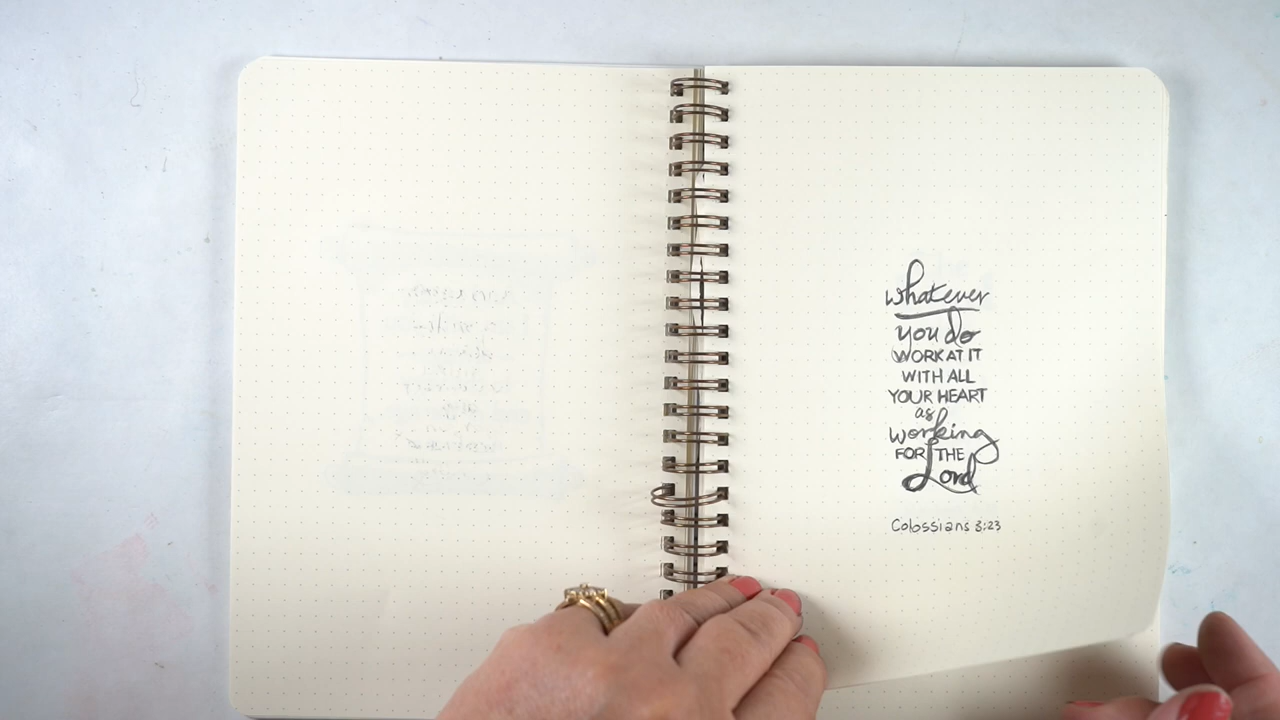 whatever
you do
WORK AT IT
WITH ALL
YOUR HEART
as
working
FOR THE
Lord
Colossians 3:23